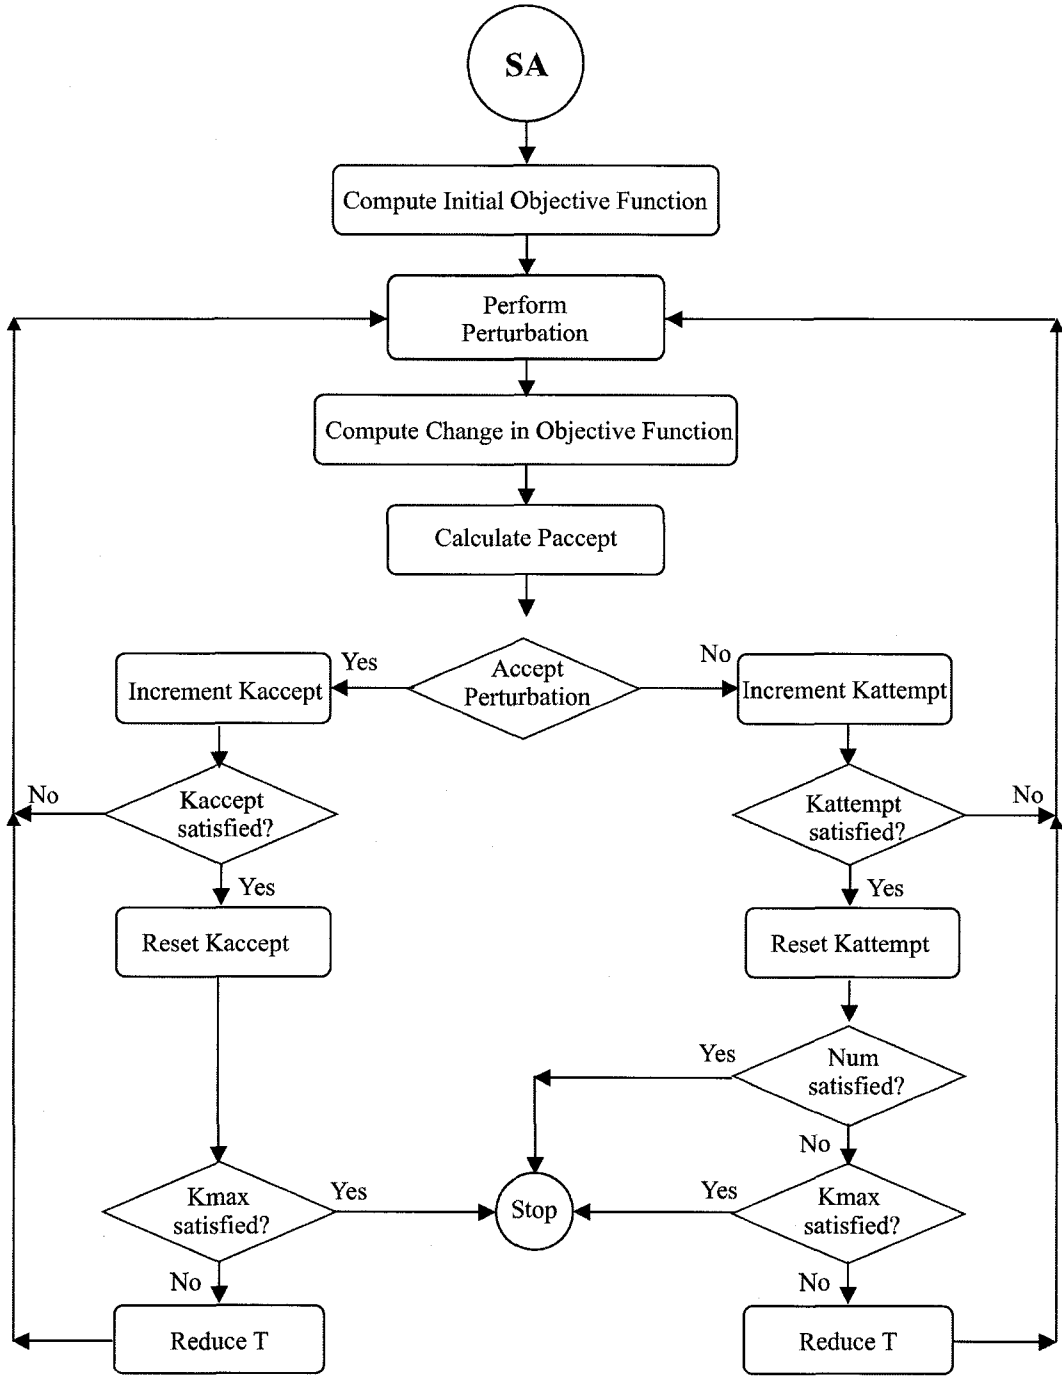 SA
Compute Initial Objective Function
Perform
Perturbation
Compute Change in Objective Function
Calculate Paccept
Accept
Perturbation
Yes
No
Increment Kaccept
Increment Kattempt
Kaccept
satisfied?
No
Kattempt
satisfied?
No
Yes
Yes
Reset Kaccept
Reset Kattempt
Num
satisfied?
Yes
No
Kmax
satisfied?
Yes
Stop
Yes
Kmax
satisfied?
No
No
Reduce T
Reduce T